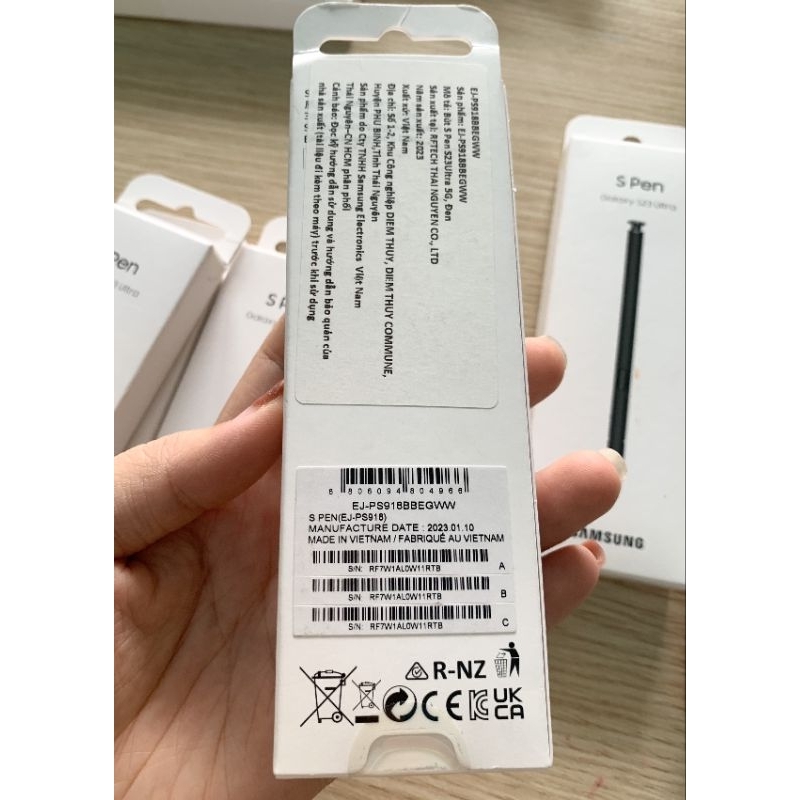 EJ-PS918BBEGWW
Sản phẩm: EJ-PS918BBEGWW
Mô tả: Bút S Pen S23Ultra 5G, Đen
Sản xuất tại: RFTECH THAI NGUYEN CO., LTD
Năm sản xuất: 2023
Xuất xứ: Việt Nam
Địa chỉ: Số 1-2, Khu Công nghiệp DIEM THUY, DIEM THUY COMMUNE,
Huyện PHU BINH,Tỉnh Thái Nguyên
Sản phẩm do Cty TNHH Samsung Electronics Việt Nam
Thái Nguyên-CN HCM phân phối
Cảnh báo: Đọc kỹ hướng dẫn sử dụng và hướng dẫn bảo quản của
nhà sản xuất (tài liệu đi kèm theo máy) trước khi sử dụng
8 806094 804966
EJ-PS918BBEGWW
S PEN(EJ-PS918)
MANUFACTURE DATE : 2023.01.10
MADE IN VIETNAM / FABRIQUÉ AU VIETNAM
S/N: RF7W1AL0W11RTB A
S/N: RF7W1AL0W11RTB B
S/N: RF7W1AL0W11RTB C
R-NZ
CE
UK
CA
S Pen
Galaxy S23 Ultra
SAMSUNG
Pen
Ultra
S P
Galaxy